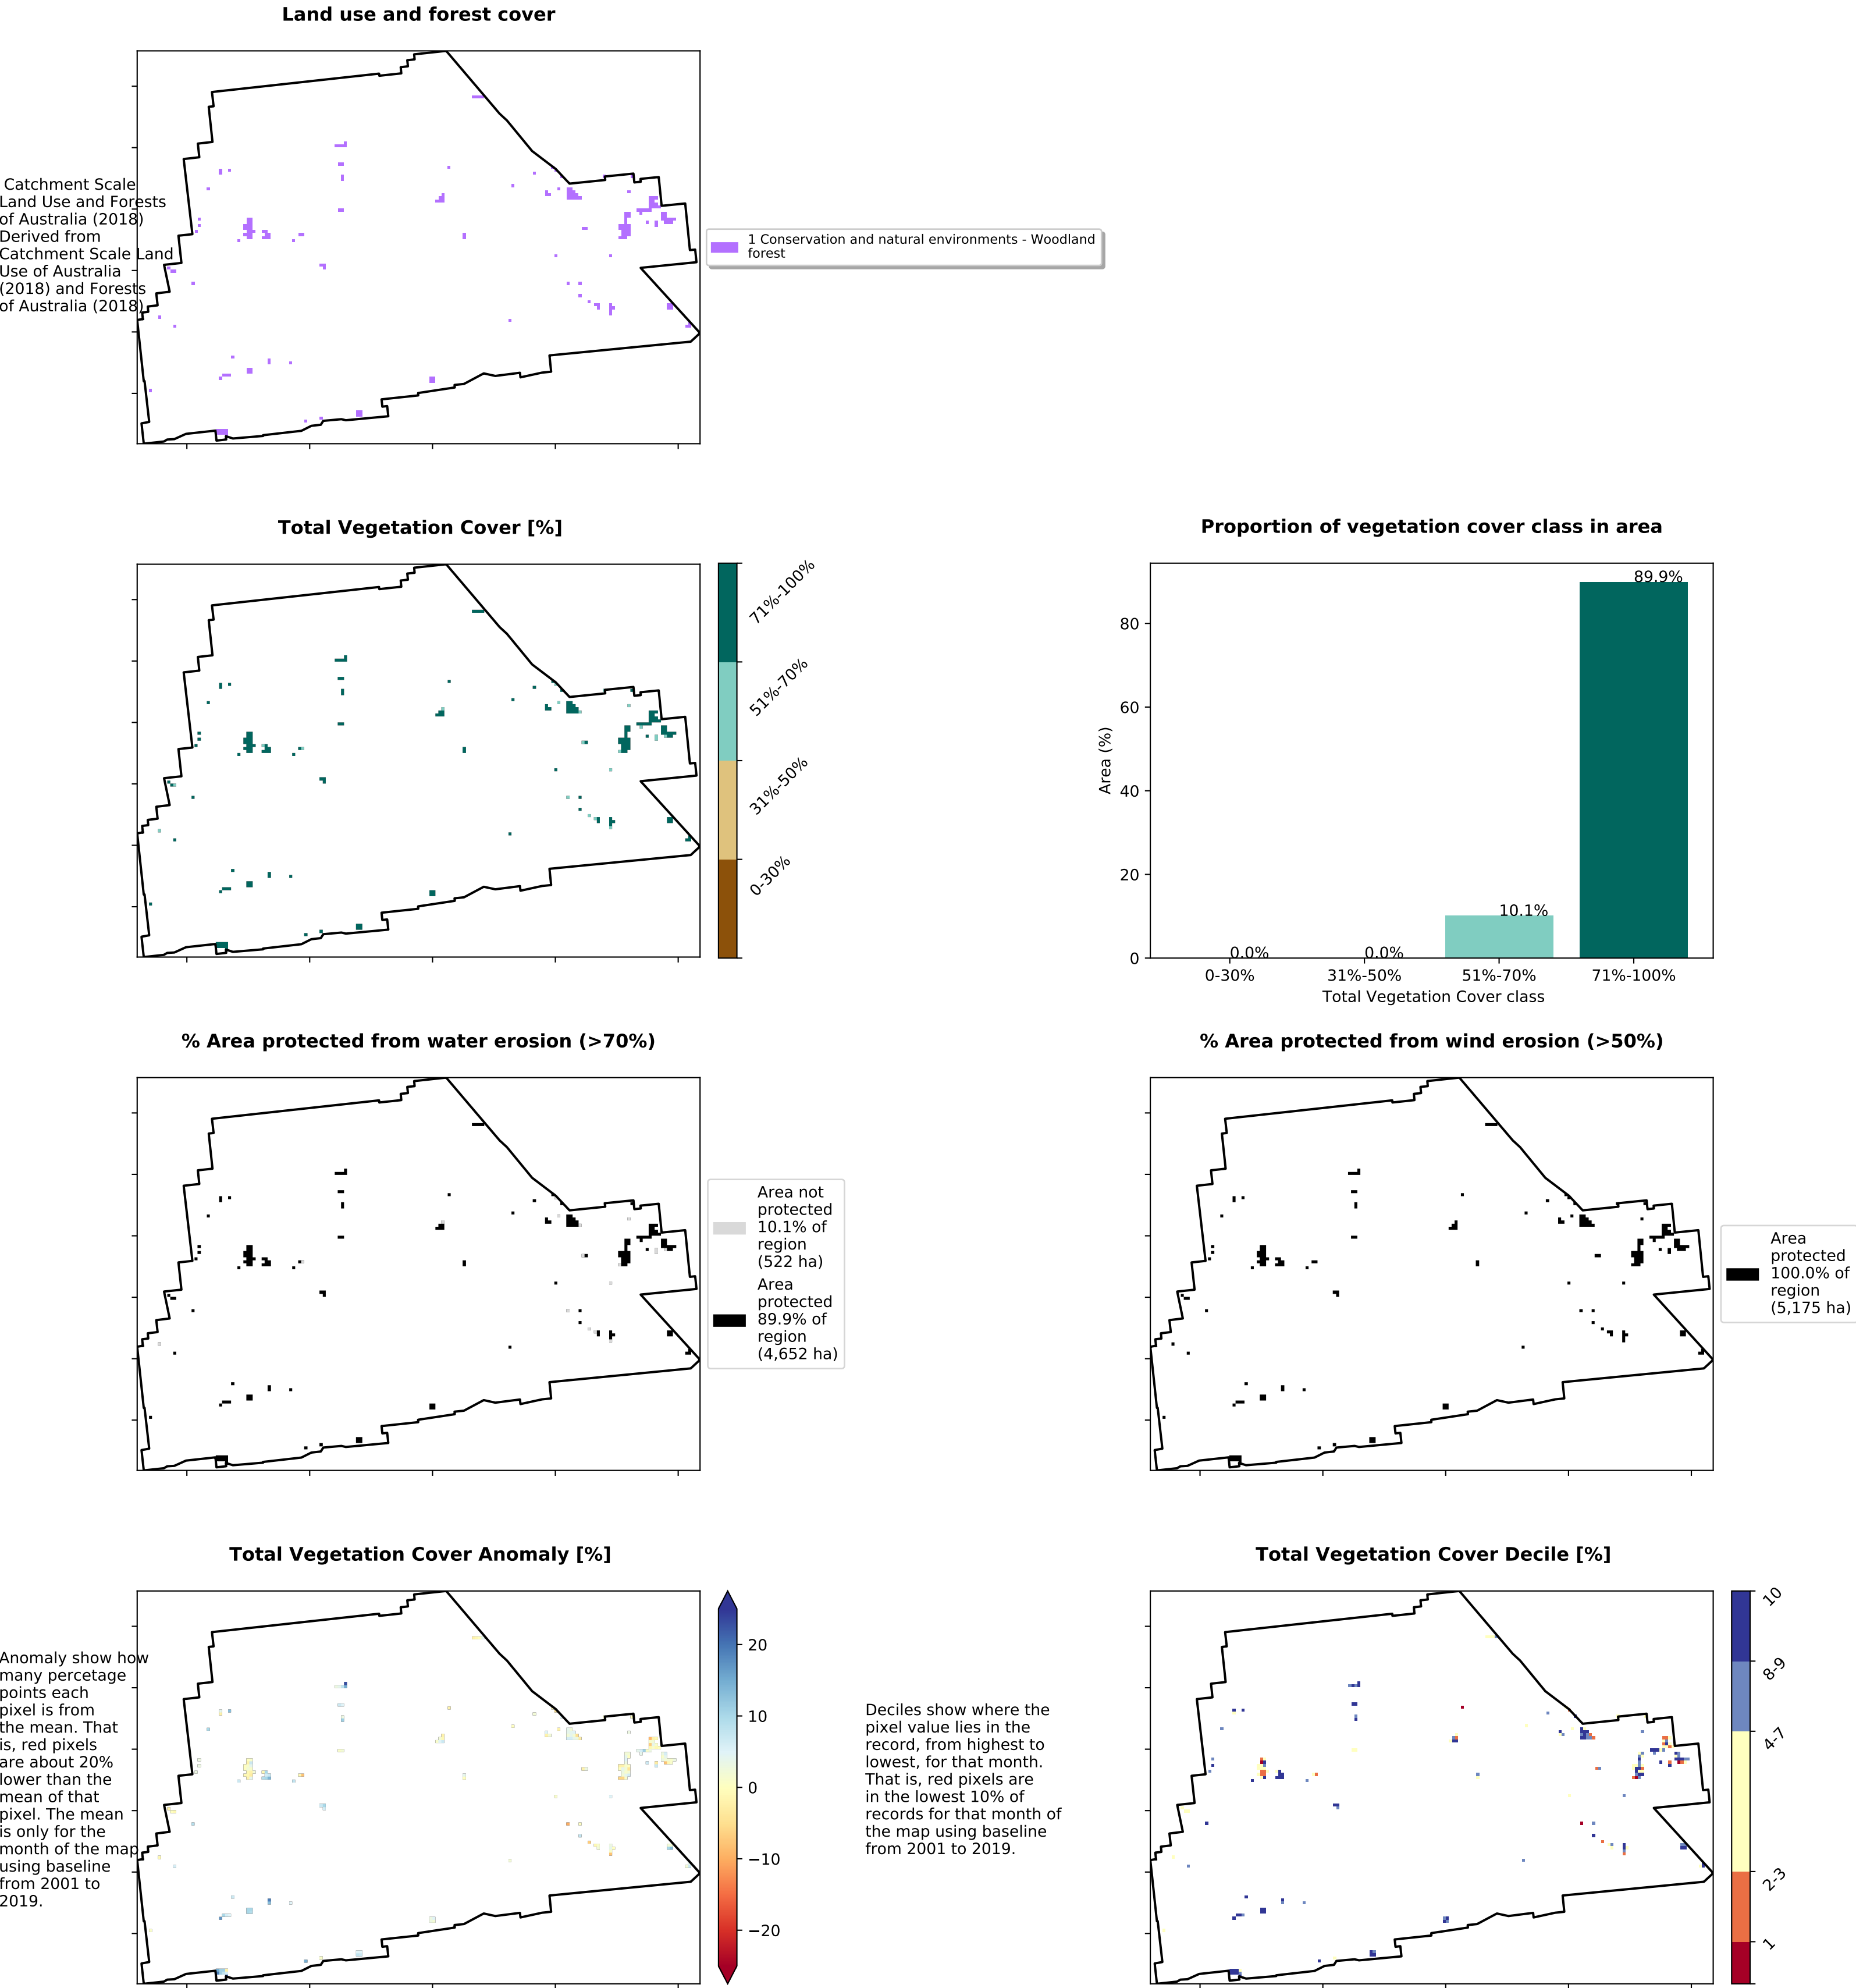 Land use and forest cover
Catchment Scale
Land Use and Forests
of Australia (2018)
Derived from
Catchment Scale Land
Use of Australia
(2018) and Forests
of Australia (2018)
1 Conservation and natural environments - Woodland
forest
Total Vegetation Cover [%]
71%-100%
51%-70%
31%-50%
0-30%
Proportion of vegetation cover class in area
Area (%)
80
60
40
20
0
0.0%
0.0%
10.1%
89.9%
0-30%
31%-50%
51%-70%
71%-100%
Total Vegetation Cover class
% Area protected from water erosion (>70%)
Area not
protected
10.1% of
region
(522 ha)
Area
protected
89.9% of
region
(4,652 ha)
% Area protected from wind erosion (>50%)
Area
protected
100.0% of
region
(5,175 ha)
Total Vegetation Cover Anomaly [%]
Anomaly show how
many percetage
points each
pixel is from
the mean. That
is, red pixels
are about 20%
lower than the
mean of that
pixel. The mean
is only for the
month of the map
using baseline
from 2001 to
2019.
20
10
0
−10
−20
Total Vegetation Cover Decile [%]
Deciles show where the
pixel value lies in the
record, from highest to
lowest, for that month.
That is, red pixels are
in the lowest 10% of
records for that month of
the map using baseline
from 2001 to 2019.
10
8-9
4-7
2-3
1